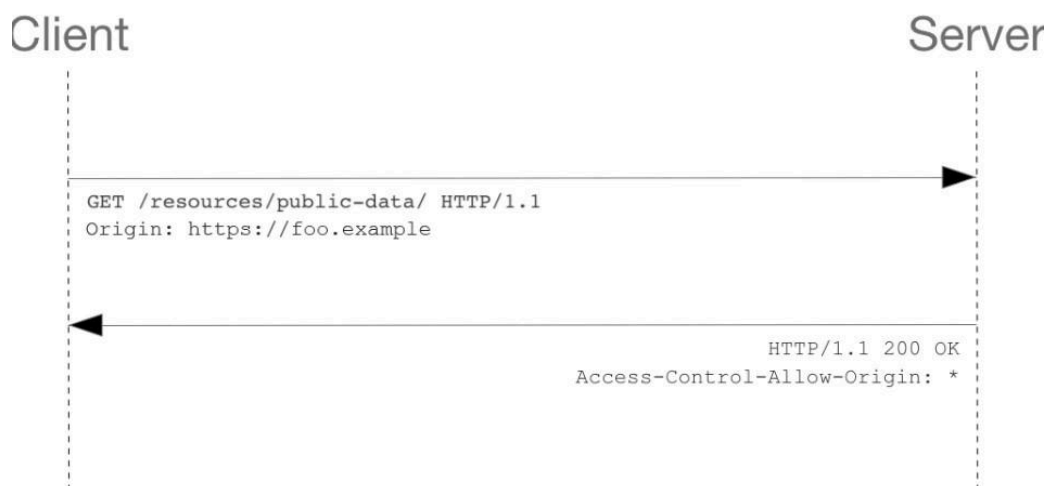 Client
Server
GET /resources/public-data/ HTTP/1.1
Origin: https://foo.example
HTTP/1.1 200 OK
Access-Control-Allow-Origin: *